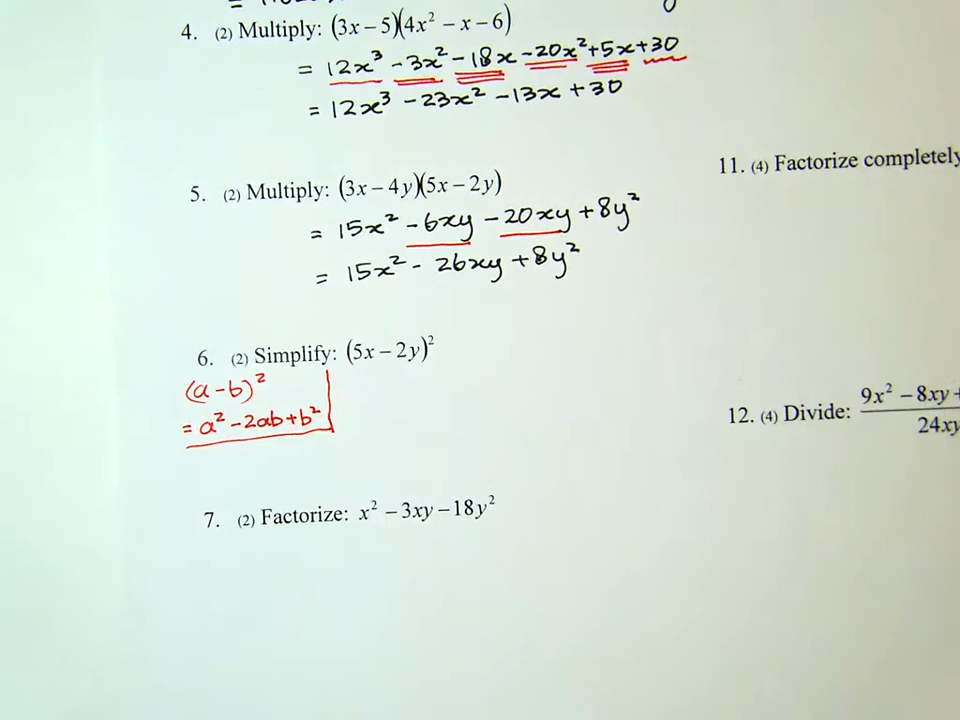 4. (2) Multiply: (3x – 5)(4x² – x – 6)
= 12x³ – 3x² – 18x – 20x² + 5x + 30
= 12x³ – 23x² – 13x + 30
5. (2) Multiply: (3x – 4y)(5x – 2y)
= 15x² – 6xy – 20xy + 8y²
= 15x² – 26xy + 8y²
6. (2) Simplify: (5x – 2y)²
(a – b)²
= a² – 2ab + b²
7. (2) Factorize: x² – 3xy – 18y²
11. (4) Factorize completely
12. (4) Divide: 9x² – 8xy +
24xy